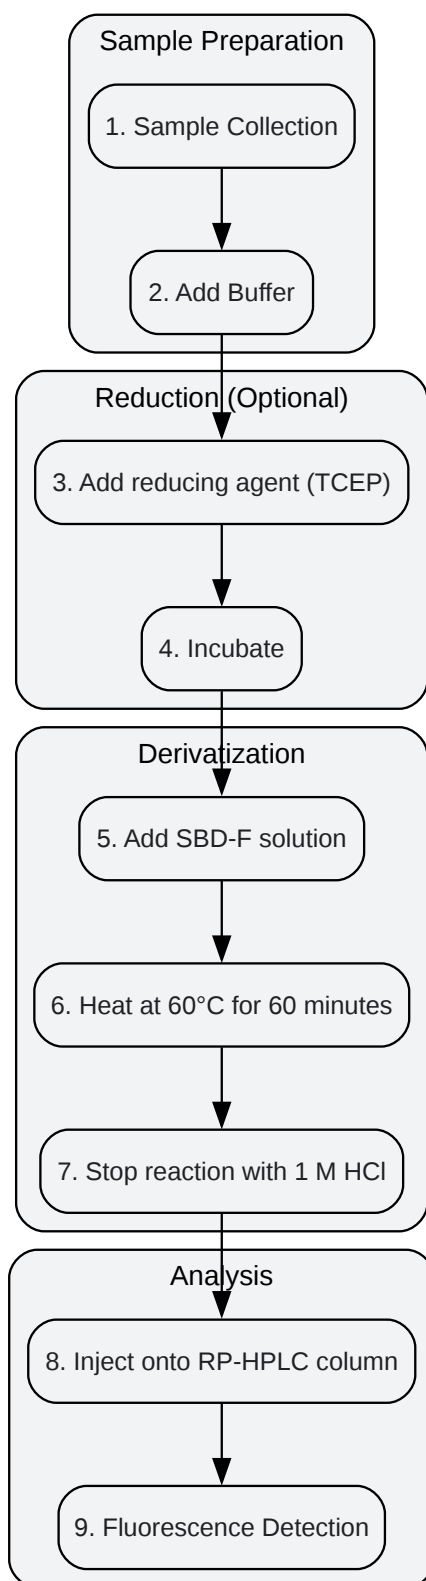 Sample Preparation
1. Sample Collection
2. Add Buffer
Reduction (Optional)
3. Add reducing agent (TCEP)
4. Incubate
Derivatization
5. Add SBD-F solution
6. Heat at 60°C for 60 minutes
7. Stop reaction with 1 M HCl
Analysis
8. Inject onto RP-HPLC column
9. Fluorescence Detection